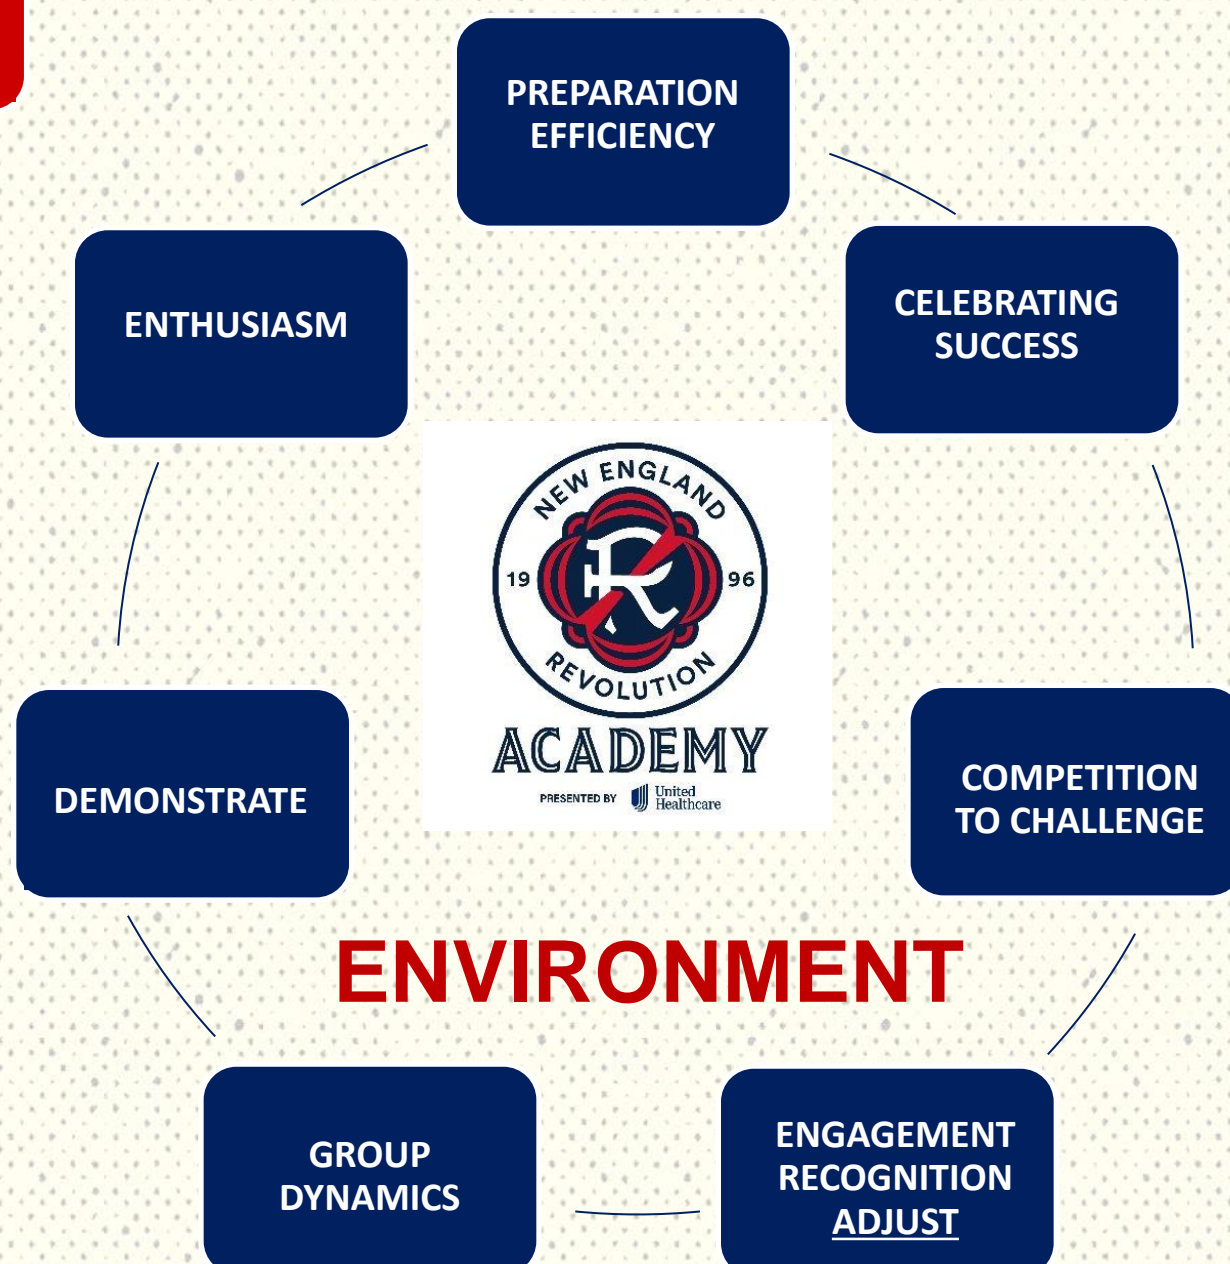 PREPARATION
EFFICIENCY
ENTHUSIASM
CELEBRATING
SUCCESS
NEW ENGLAND
19 96
REVOLUTION
ACADEMY
PRESENTED BY United
Healthcare
DEMONSTRATE
COMPETITION
TO CHALLENGE
ENVIRONMENT
GROUP
DYNAMICS
ENGAGEMENT
RECOGNITION
ADJUST